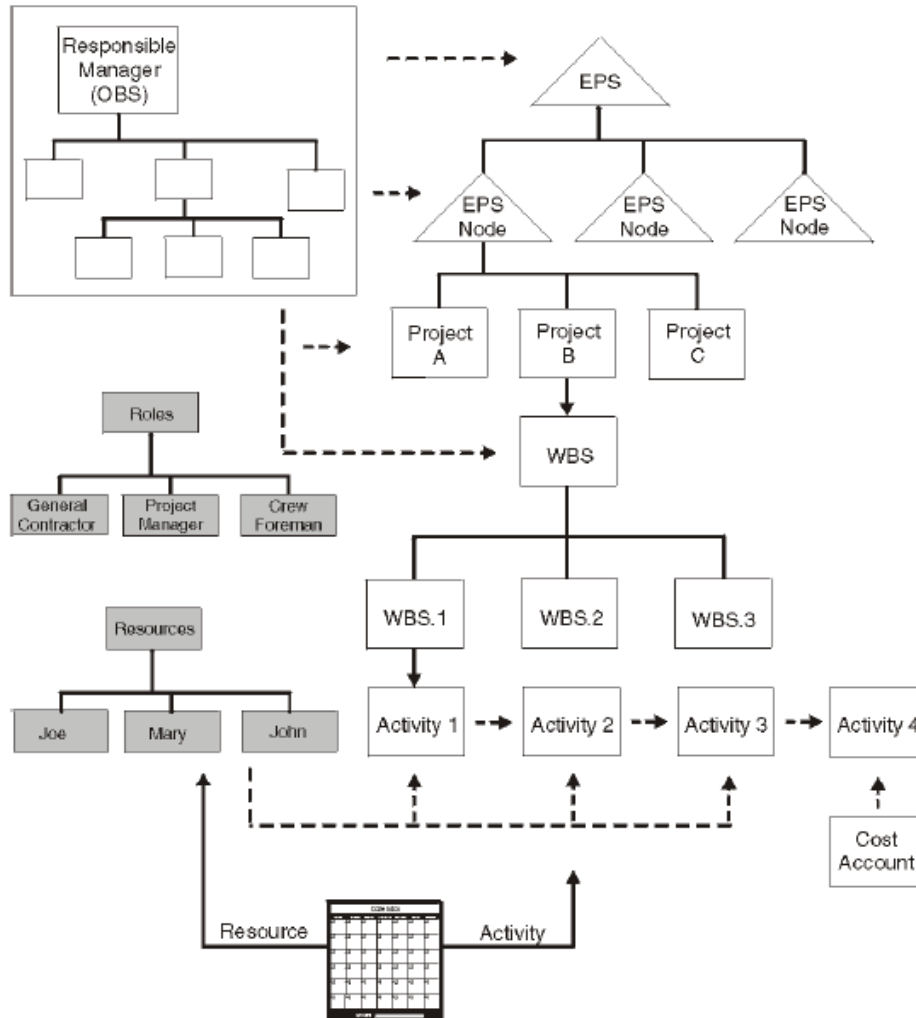 Responsible
Manager
(OBS)
EPS
EPS
Node
EPS
Node
EPS
Node
Project
A
Project
B
Project
C
Roles
General
Contractor
Project
Manager
Crew
Foreman
WBS
WBS.1
WBS.2
WBS.3
Resources
Joe
Mary
John
Activity 1
Activity 2
Activity 3
Activity 4
Cost
Account
Resource
Activity